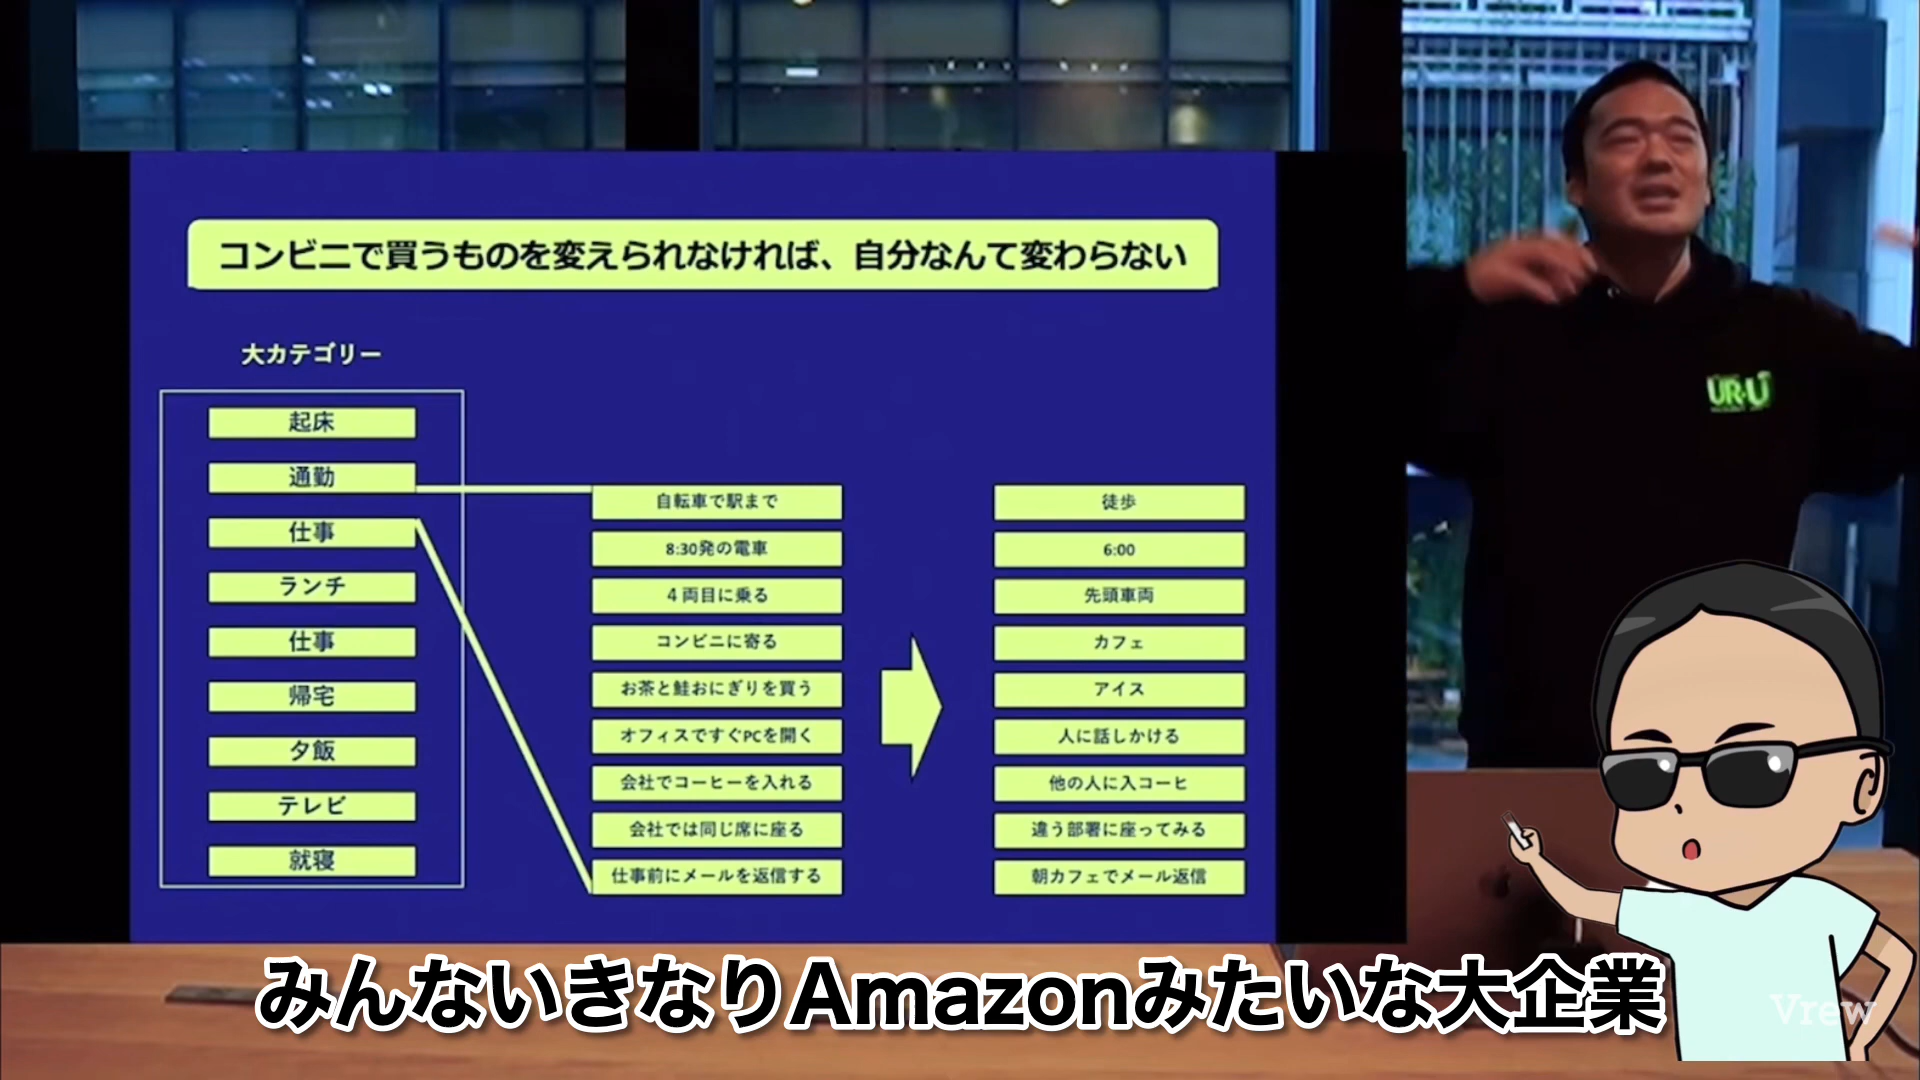 コンビニで買うものを変えられなければ、自分なんて変わらない
大カテゴリー
起床
通勤
仕事
ランチ
仕事
帰宅
夕飯
テレビ
就寝
自転車で駅まで
8:30発の電車
4両目に乗る
コンビニに寄る
お茶と鮭おにぎりを買う
オフィスですぐPCを開く
会社でコーヒーを入れる
会社では同じ席に座る
仕事前にメールを返信する
徒歩
6:00
先頭車両
カフェ
アイス
人に話しかける
他の人に入コーヒ
違う部署に座ってみる
朝カフェでメール返信
UR-U
みんないきなりAmazonみたいな大企業
Vrew